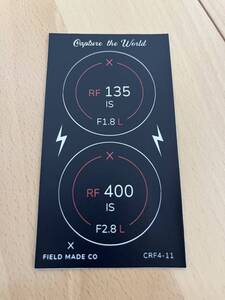 Capture the World
X
RF 135
IS
F1.8 L
X
RF 400
IS
F2.8 L
X
FIELD MADE CO
CRF4-11